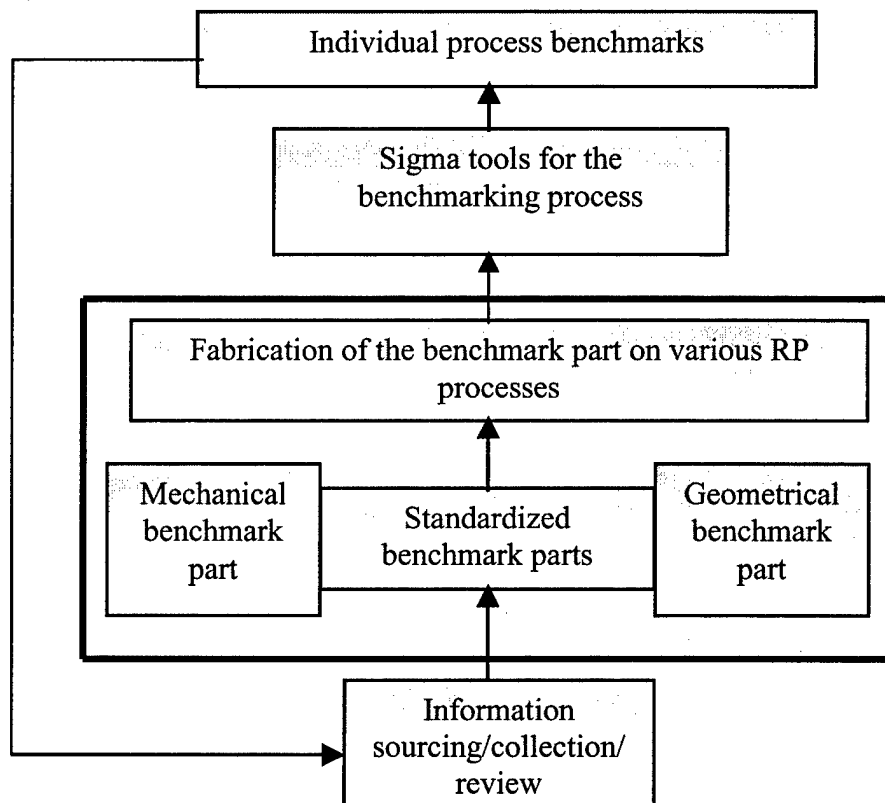 Individual process benchmarks
Sigma tools for the
benchmarking process
Fabrication of the benchmark part on various RP
processes
Mechanical
benchmark
part
Standardized
benchmark parts
Geometrical
benchmark
part
Information
sourcing/collection/
review